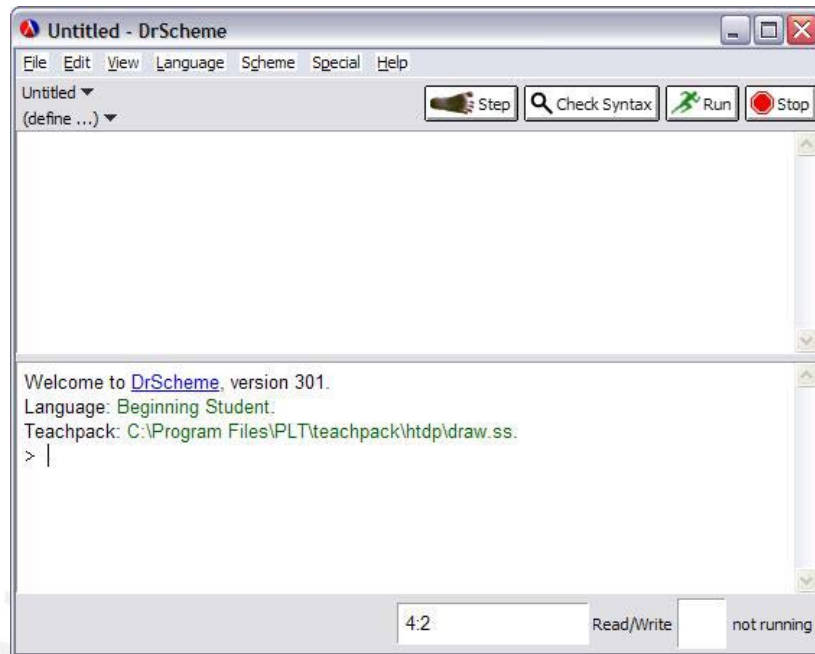 Untitled - DrScheme
File Edit View Language Scheme Special Help
Untitled
(define ...)
Step Check Syntax Run Stop
Welcome to DrScheme, version 301.
Language: Beginning Student.
Teachpack: C:\Program Files\PLT\teachpack\htdp\draw.ss.
>
4:2 Read/Write not running